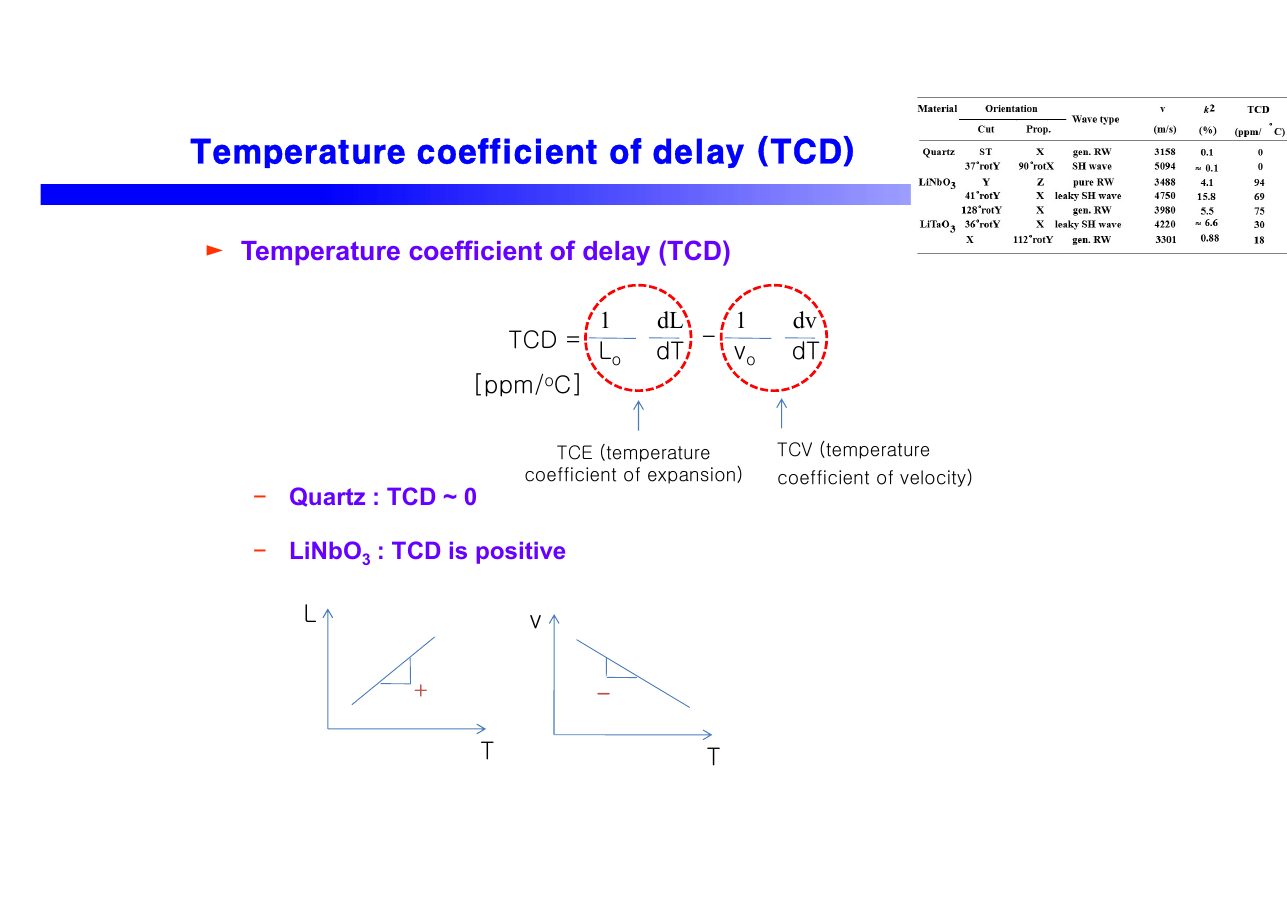 Temperature coefficient of delay (TCD)
Material Orientation Wave type v k2 TCD
Cut Prop. (m/s) (%) (ppm/ °C)
Quartz ST X gen. RW 3158 0.1 0
37°rotY 90°rotX SH wave 5094 ≈ 0.1 0
LiNbO3 Y Z pure RW 3488 4.1 94
41°rotY X leaky SH wave 4750 15.8 69
128°rotY X gen. RW 3980 5.5 75
LiTaO3 36°rotY X leaky SH wave 4220 ≈ 6.6 30
X 112°rotY gen. RW 3301 0.88 18
► Temperature coefficient of delay (TCD)
1 dL 1 dv
TCD = – 
Lo dT vo dT
[ppm/oC]
TCE (temperature
coefficient of expansion)
TCV (temperature
coefficient of velocity)
– Quartz : TCD ~ 0
– LiNbO3 : TCD is positive
L
+
T
v
–
T